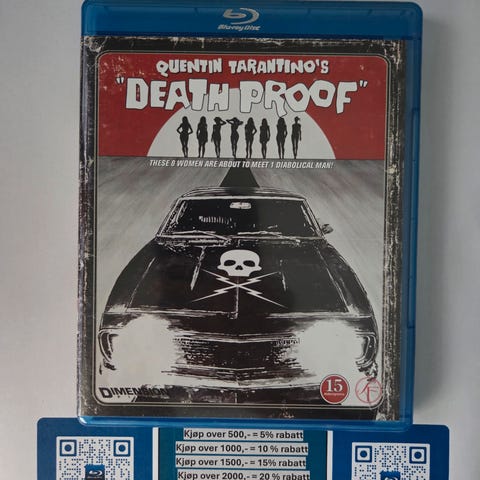 Blu-ray Disc
QUENTIN TARANTINO'S
"DEATH PROOF"
THESE 8 WOMEN ARE ABOUT TO MEET 1 DIABOLICAL MAN!
DIMENSION
15
Kjøp over 500,- = 5% rabatt
Kjøp over 1000,- = 10 % rabatt
Kjøp over 1500,- = 15% rabatt
Kjøp over 2000,- = 20 % rabatt